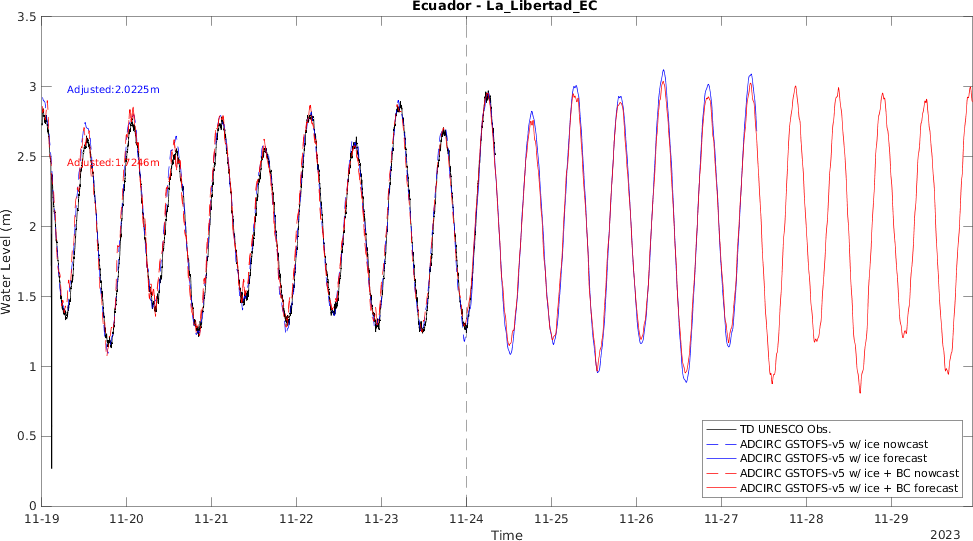 Ecuador - La_Libertad_EC
3.5
3
2.5
2
1.5
1
0.5
0
Water Level (m)
Adjusted:2.0225m
Adjusted:1.7246m
TD UNESCO Obs.
ADCIRC GSTOFS-v5 w/ ice nowcast
ADCIRC GSTOFS-v5 w/ ice forecast
ADCIRC GSTOFS-v5 w/ ice + BC nowcast
ADCIRC GSTOFS-v5 w/ ice + BC forecast
11-19 11-20 11-21 11-22 11-23 11-24 11-25 11-26 11-27 11-28 11-29
Time
2023